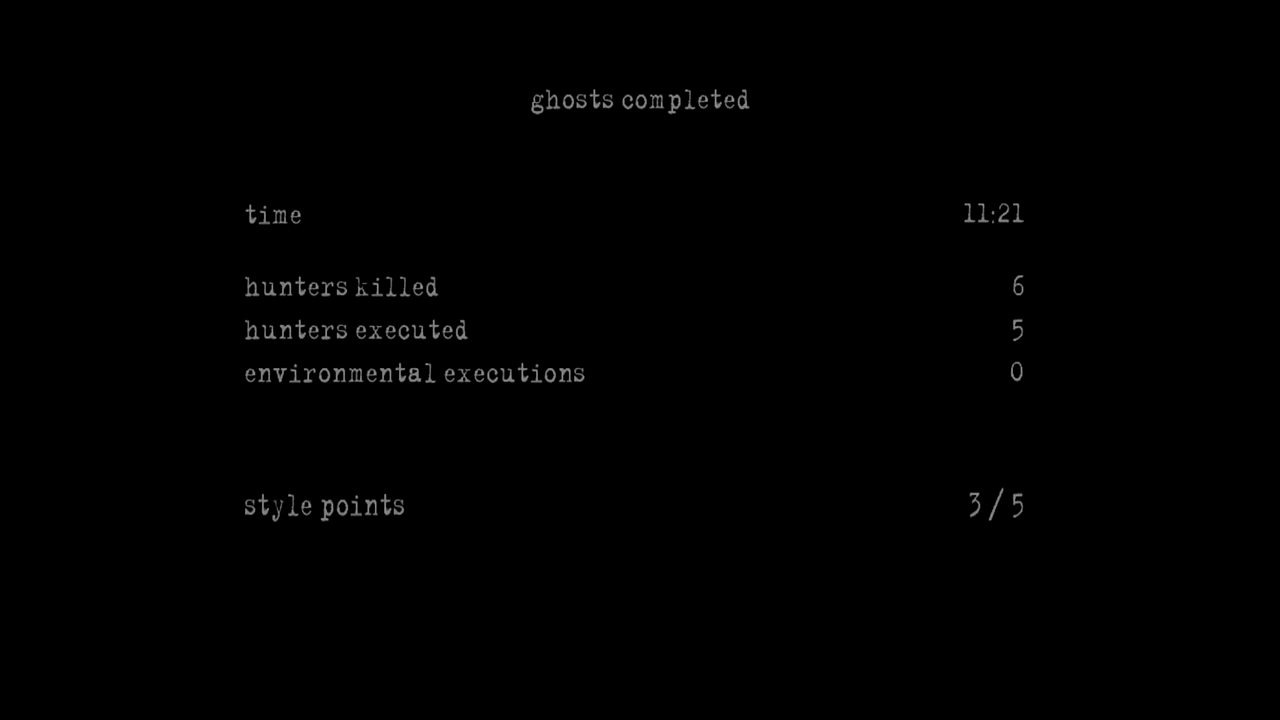 ghosts completed
time 11:21
hunters killed 6
hunters executed 5
environmental executions 0
style points 3 / 5